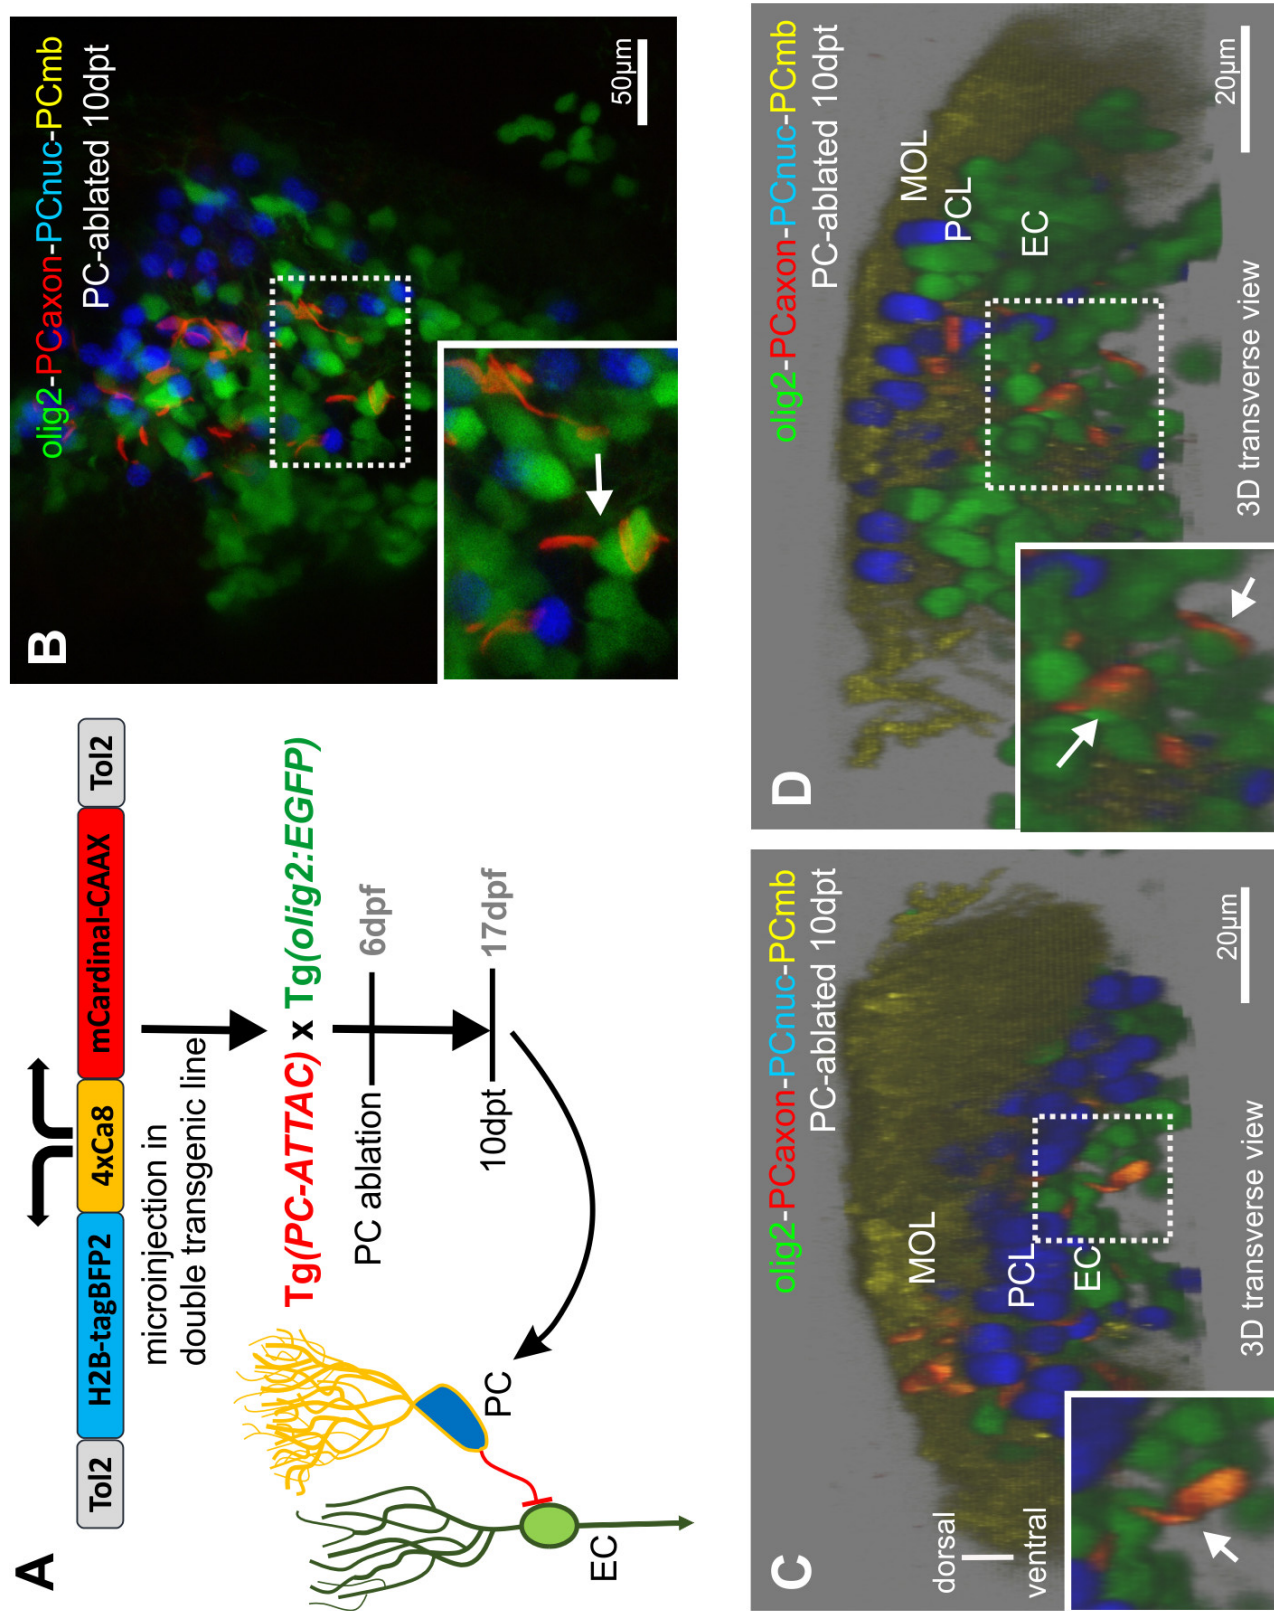 A
Tol2 H2B-tagBFP2 4xCa8 mCardinal-CAAX Tol2
microinjection in
double transgenic line
Tg(PC-ATTAC) x Tg(olig2:EGFP)
PC ablation 6dpf
10dpt 17dpf
PC
EC
B
olig2-PCaxon-PCnuc-PCmb
PC-ablated 10dpt
50µm
C
olig2-PCaxon-PCnuc-PCmb
PC-ablated 10dpt
dorsal
ventral
MOL
PCL
EC
20µm
3D transverse view
D
olig2-PCaxon-PCnuc-PCmb
PC-ablated 10dpt
MOL
PCL
EC
20µm
3D transverse view